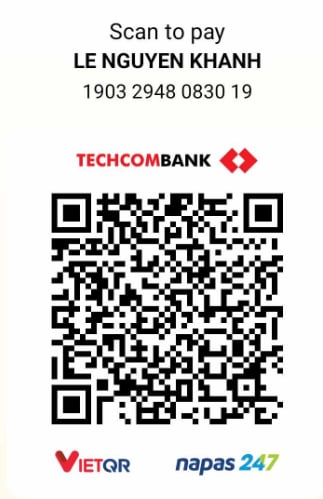 Scan to pay
LE NGUYEN KHANH
1903 2948 0830 19
TECHCOMBANK
VIETQR
napas 247